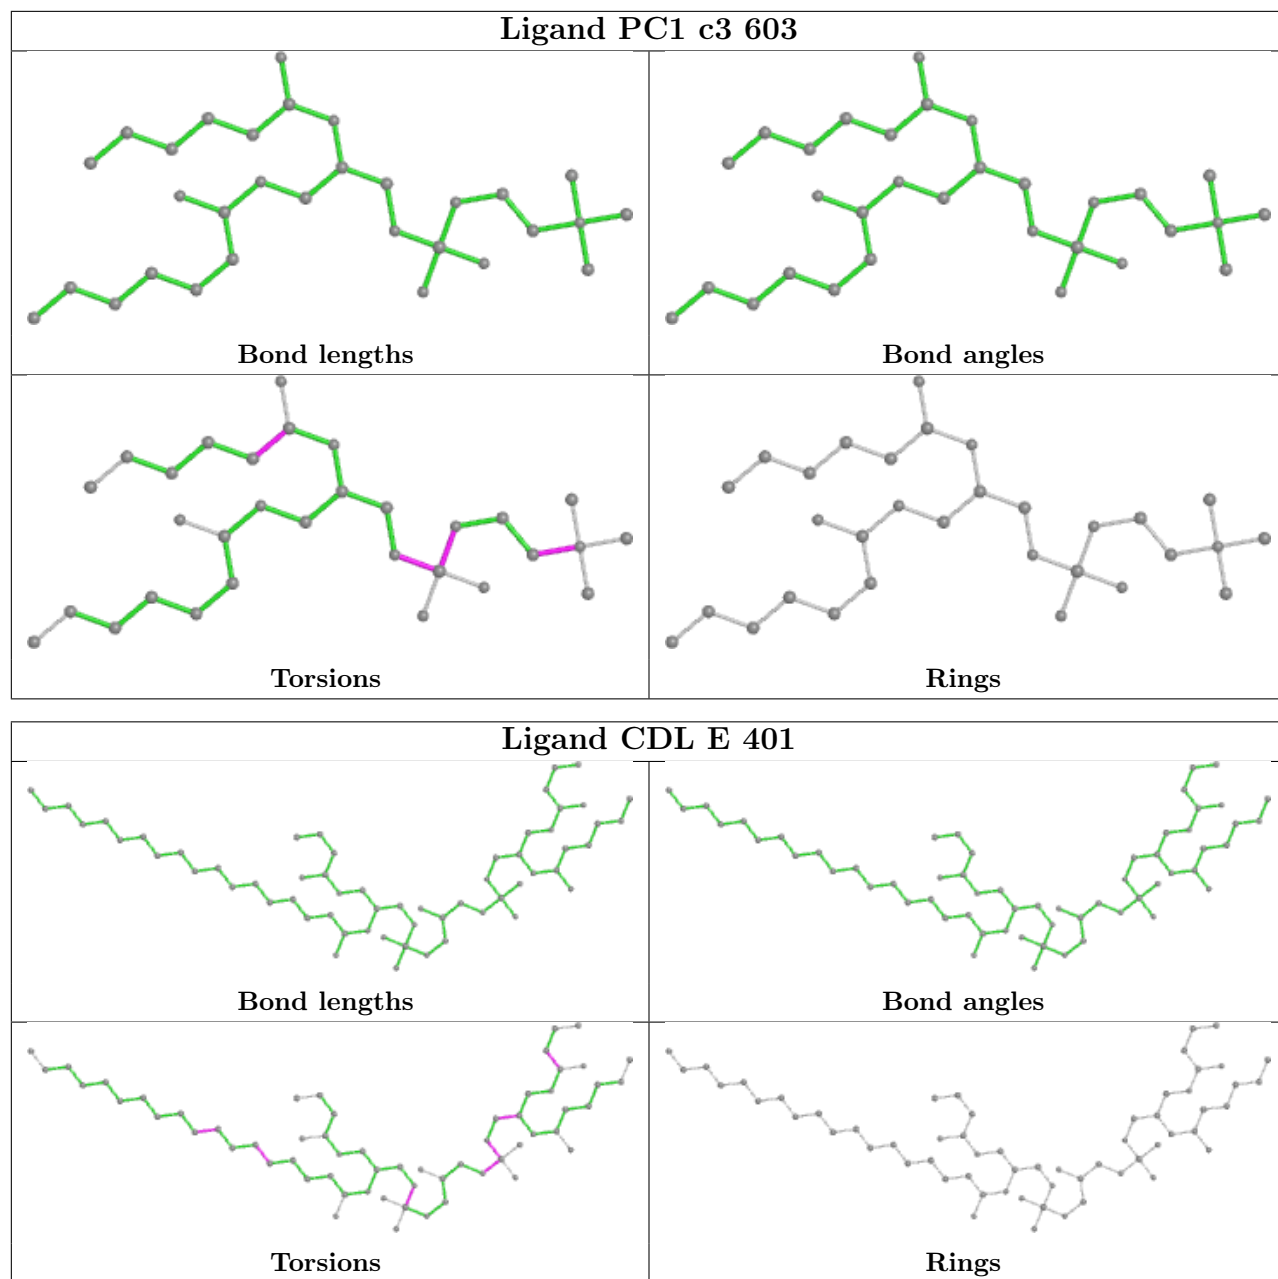 Ligand PC1 c3 603
Bond lengths
Bond angles
Torsions
Rings
Ligand CDL E 401
Bond lengths
Bond angles
Torsions
Rings